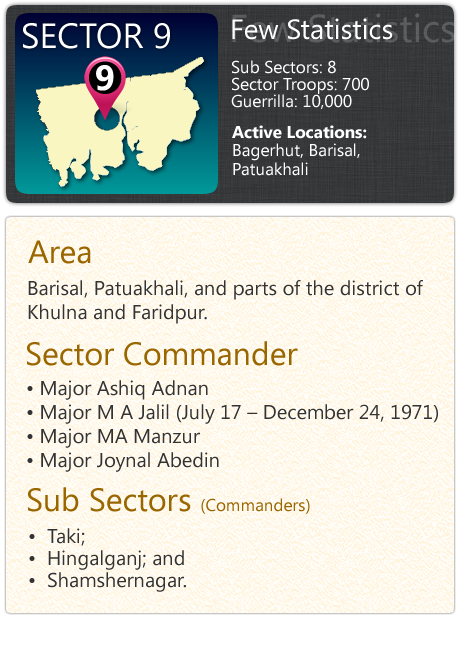 SECTOR 9
9
Few Statistics
Few Statistics
Sub Sectors: 8
Sector Troops: 700
Guerrilla: 10,000
Active Locations:
Bagerhut, Barisal,
Patuakhali
Area
Barisal, Patuakhali, and parts of the district of
Khulna and Faridpur.
Sector Commander
• Major Ashiq Adnan
• Major M A Jalil (July 17 – December 24, 1971)
• Major MA Manzur
• Major Joynal Abedin
Sub Sectors (Commanders)
• Taki;
• Hingalganj; and
• Shamshernagar.